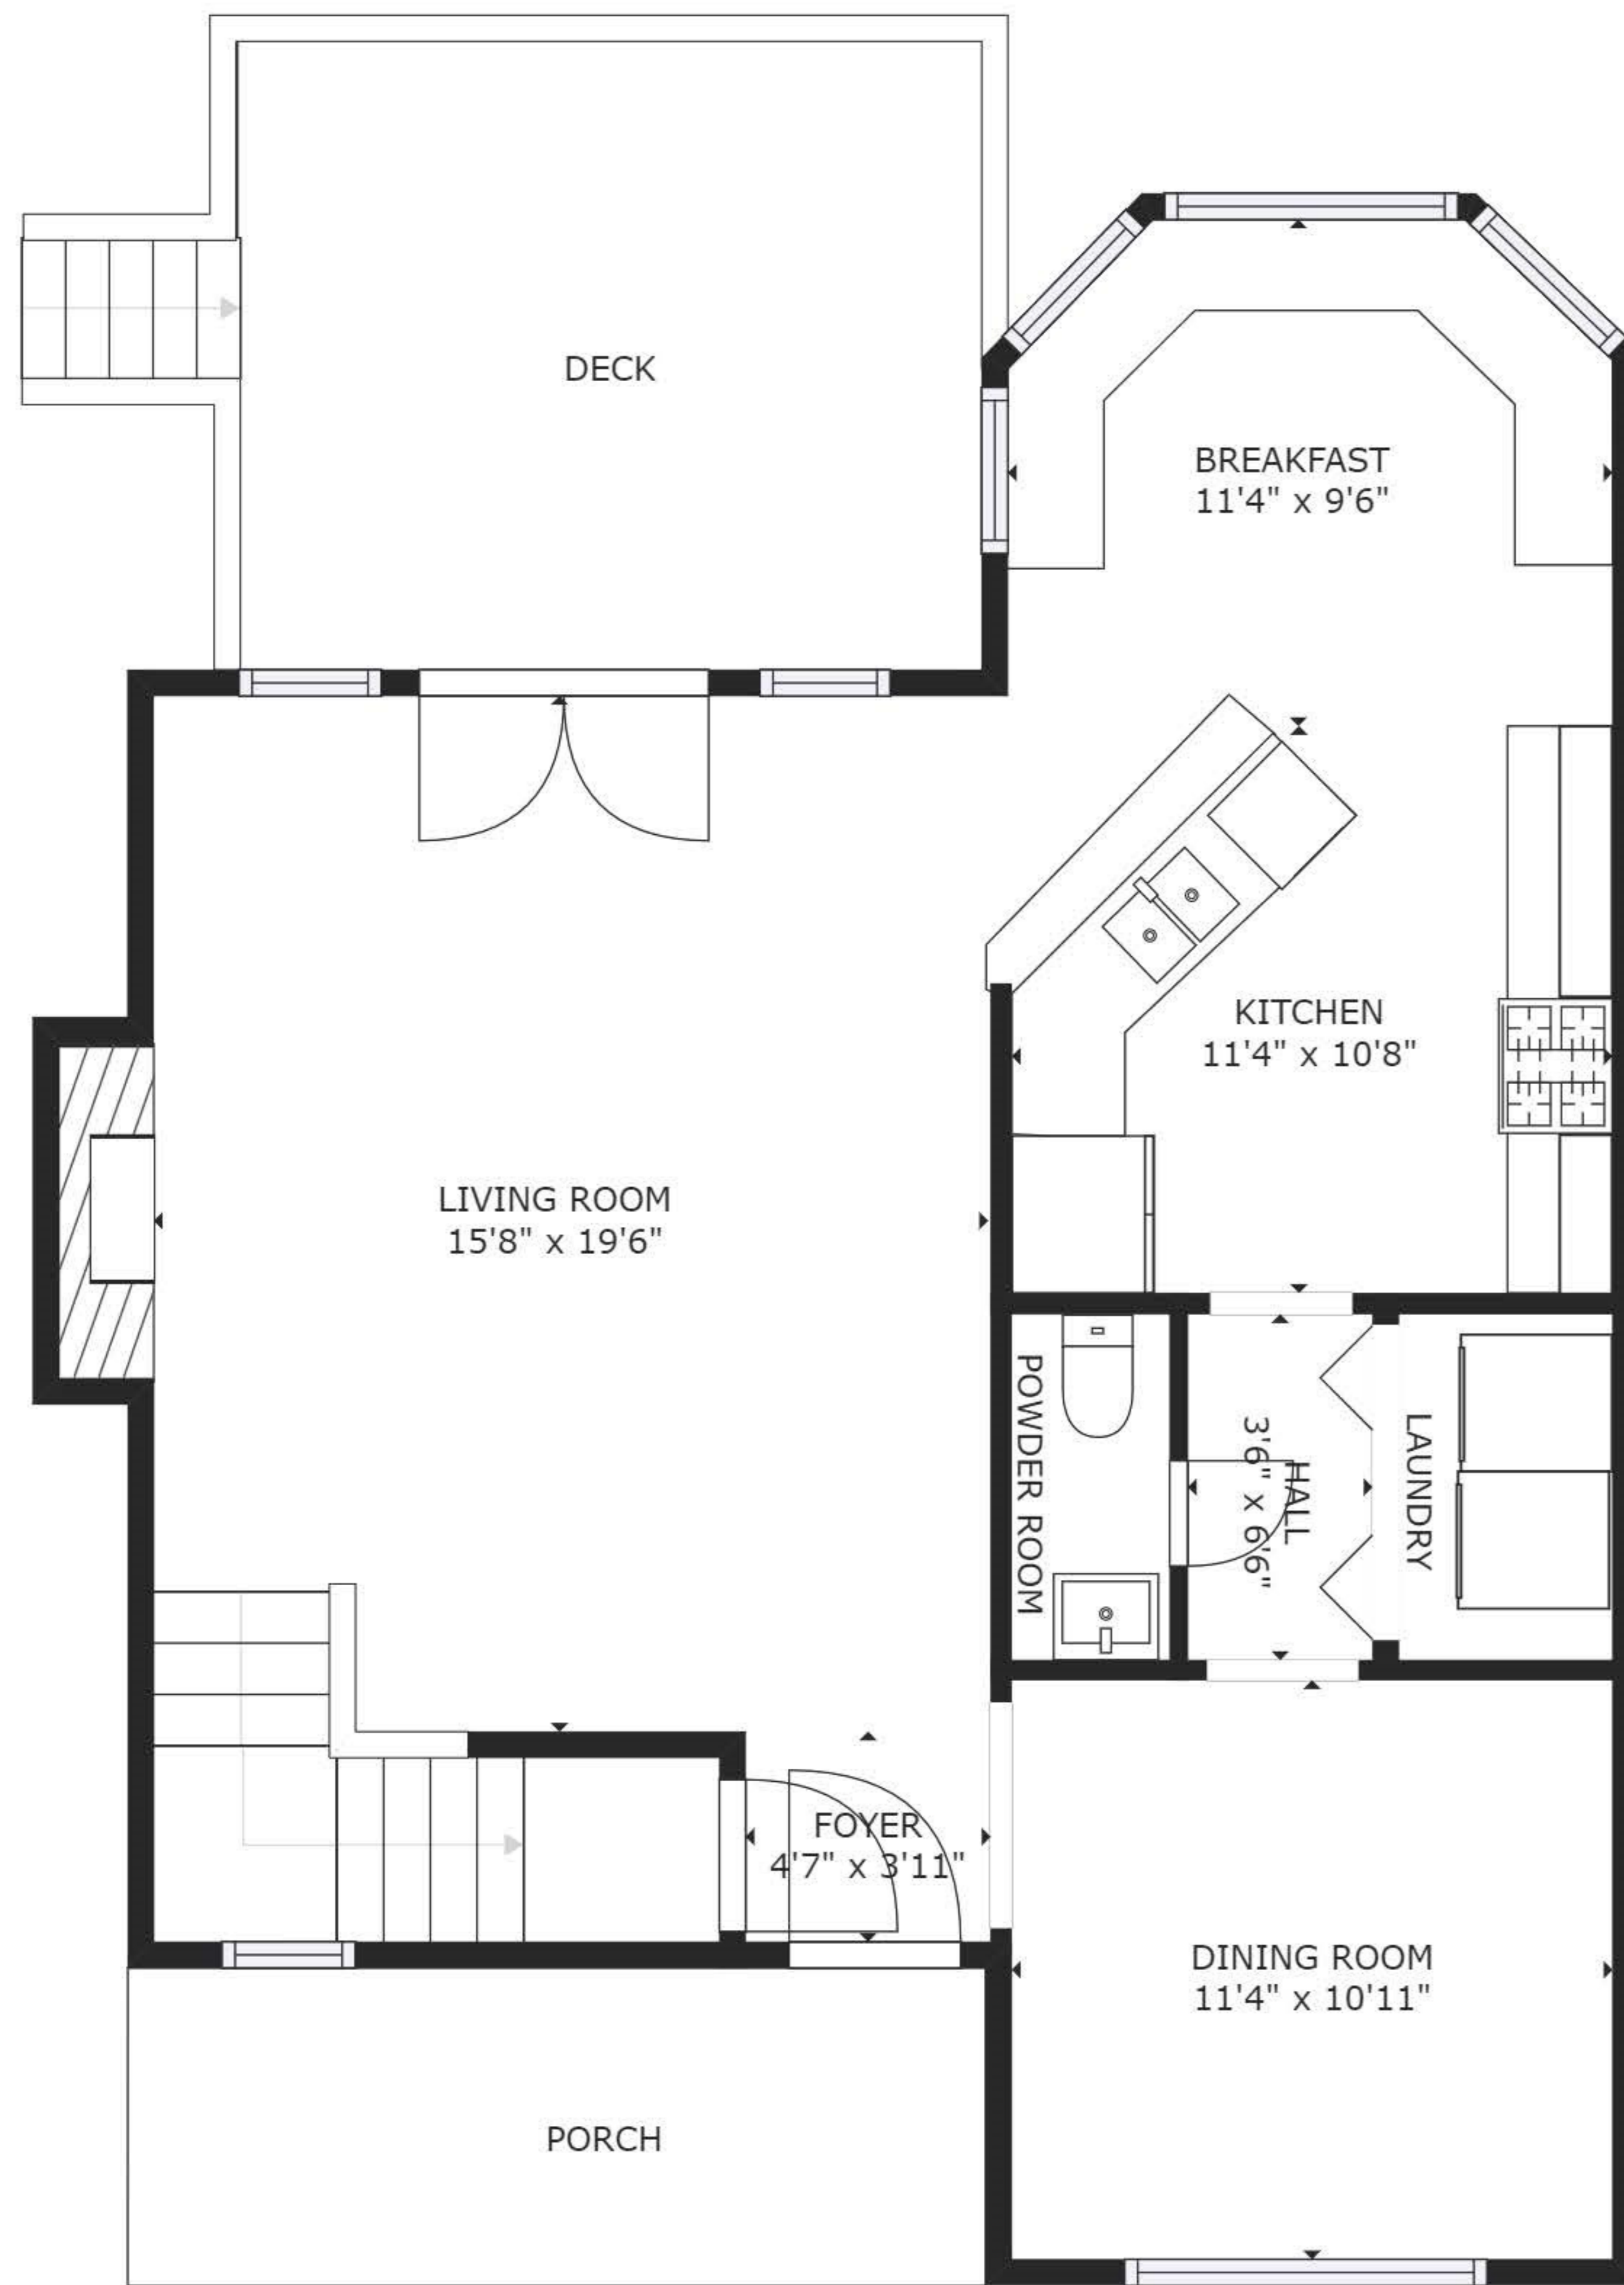 DECK
BREAKFAST
11'4" x 9'6"
KITCHEN
11'4" x 10'8"
LIVING ROOM
15'8" x 19'6"
POWDER ROOM
HALL
3'6" x 6'6"
LAUNDRY
FOYER
4'7" x 3'11"
DINING ROOM
11'4" x 10'11"
PORCH